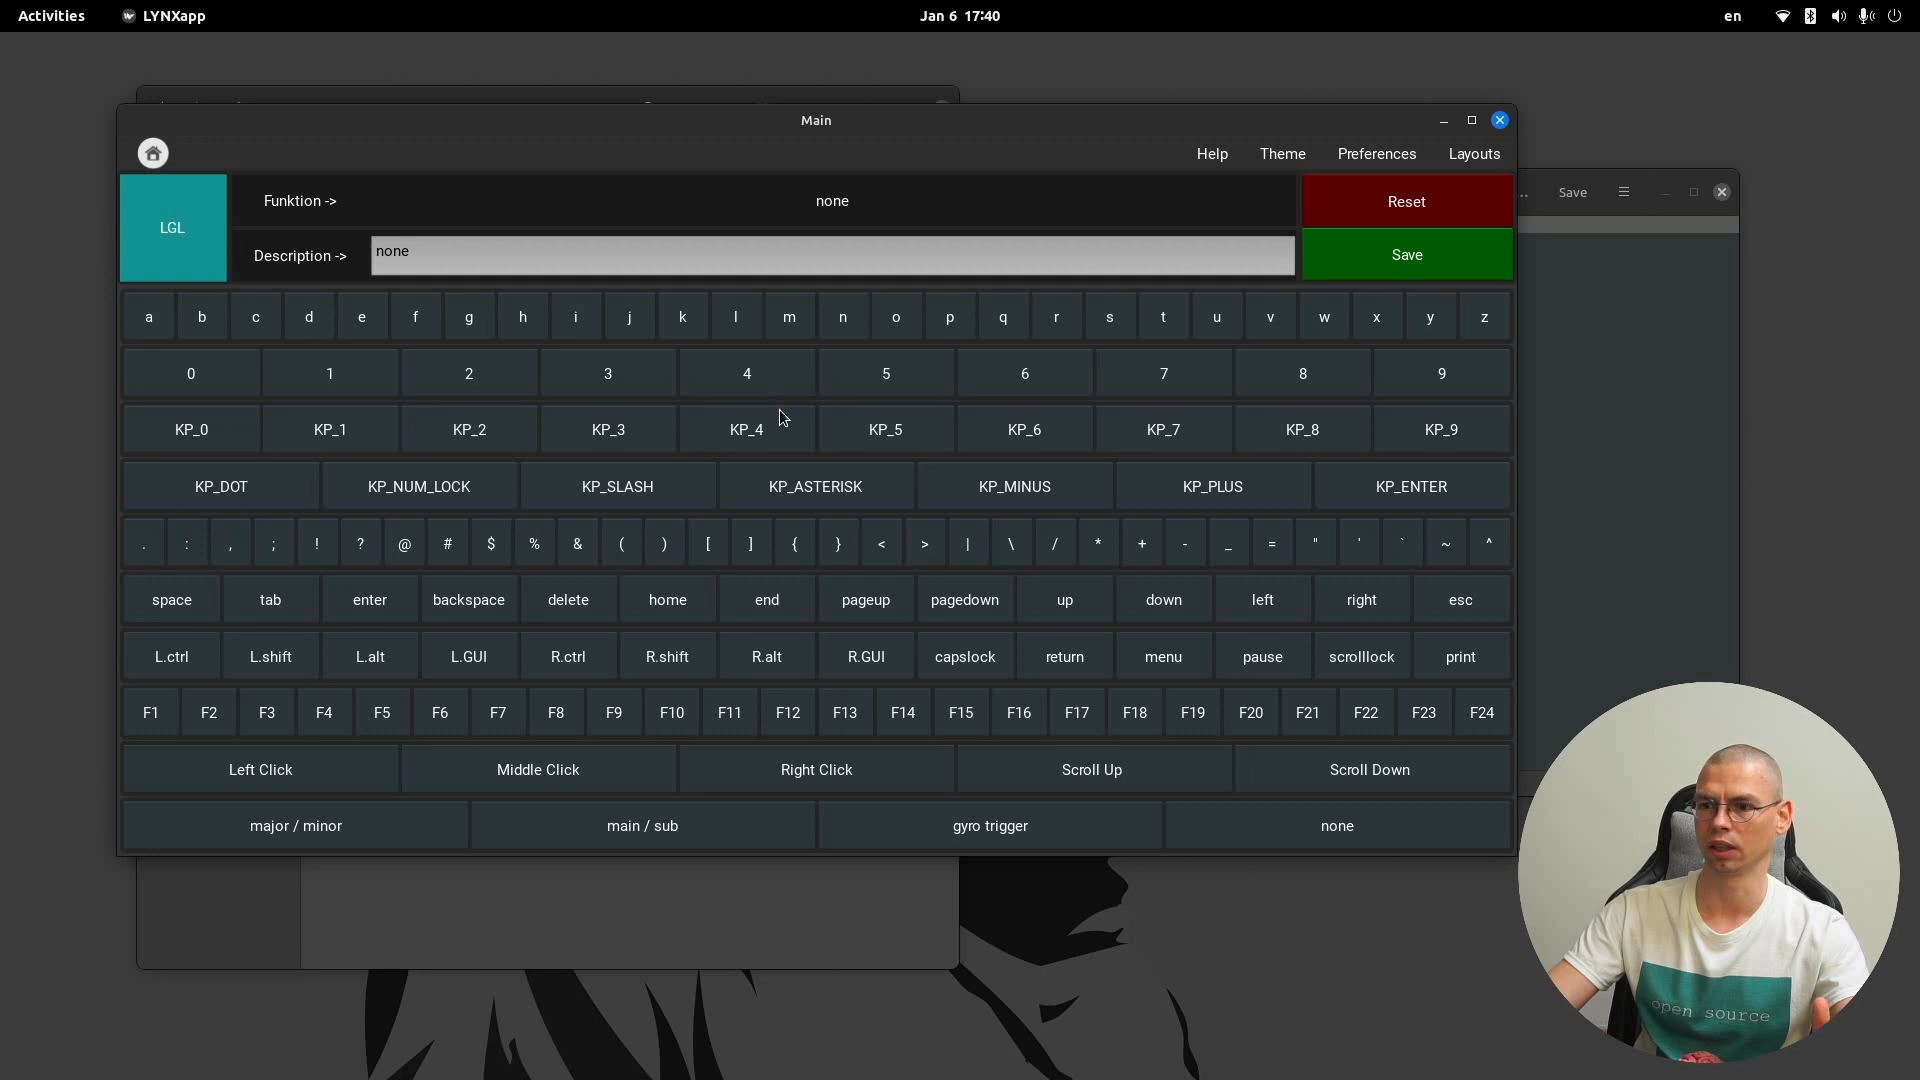 Activities LYNXapp Jan 6 17:40 en
Main
Help Theme Preferences Layouts
Save
LGL
Funktion -> none
Reset
Description -> none
Save
a b c d e f g h i j k l m n o p q r s t u v w x y z
0 1 2 3 4 5 6 7 8 9
KP_0 KP_1 KP_2 KP_3 KP_4 KP_5 KP_6 KP_7 KP_8 KP_9
KP_DOT KP_NUM_LOCK KP_SLASH KP_ASTERISK KP_MINUS KP_PLUS KP_ENTER
. : , ; ! ? @ # $ % & ( ) [ ] { } < > | \ / * + - _ = " ' ` ~ ^
space tab enter backspace delete home end pageup pagedown up down left right esc
L.ctrl L.shift L.alt L.GUI R.ctrl R.shift R.alt R.GUI capslock return menu pause scrolllock print
F1 F2 F3 F4 F5 F6 F7 F8 F9 F10 F11 F12 F13 F14 F15 F16 F17 F18 F19 F20 F21 F22 F23 F24
Left Click Middle Click Right Click Scroll Up Scroll Down
major / minor main / sub gyro trigger none
open source